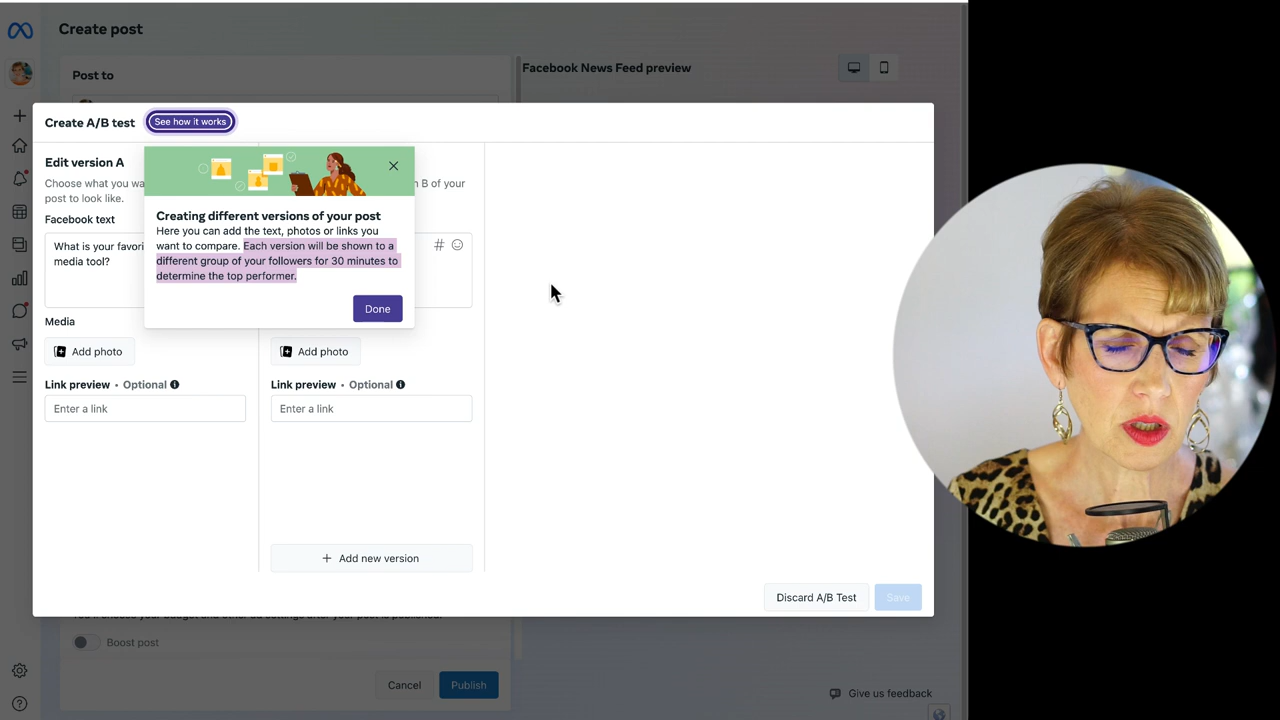 Create post
Post to
Facebook News Feed preview
Create A/B test
See how it works
Edit version A
Choose what you wa
post to look like.
n B of your
Facebook text
What is your favori
media tool?
#
Creating different versions of your post
Here you can add the text, photos or links you
want to compare. Each version will be shown to a
different group of your followers for 30 minutes to
determine the top performer.
Done
Media
Add photo
Add photo
Link preview • Optional
Link preview • Optional
Enter a link
Enter a link
+ Add new version
Discard A/B Test
Save
Boost post
Cancel
Publish
Give us feedback